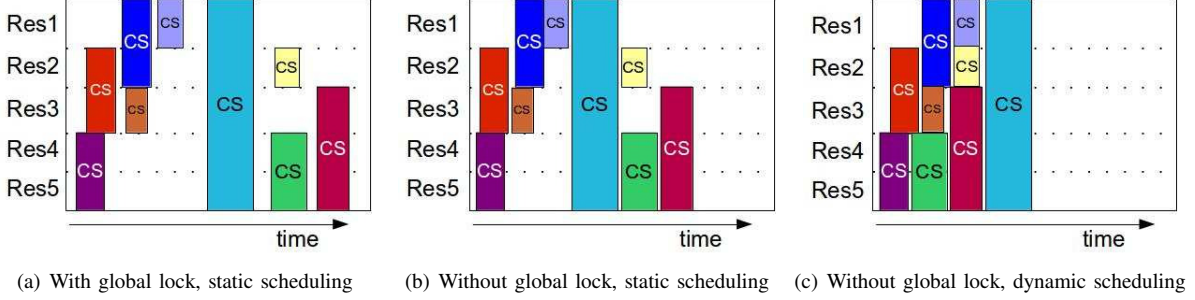 Res1
Res2
Res3
Res4
Res5
CS
CS
CS
CS
CS
CS
CS
CS
CS
time
(a) With global lock, static scheduling
Res1
Res2
Res3
Res4
Res5
CS
CS
CS
CS
CS
CS
CS
CS
CS
time
(b) Without global lock, static scheduling
Res1
Res2
Res3
Res4
Res5
CS
CS
CS
CS
CS
CS
CS
CS
CS
time
(c) Without global lock, dynamic scheduling